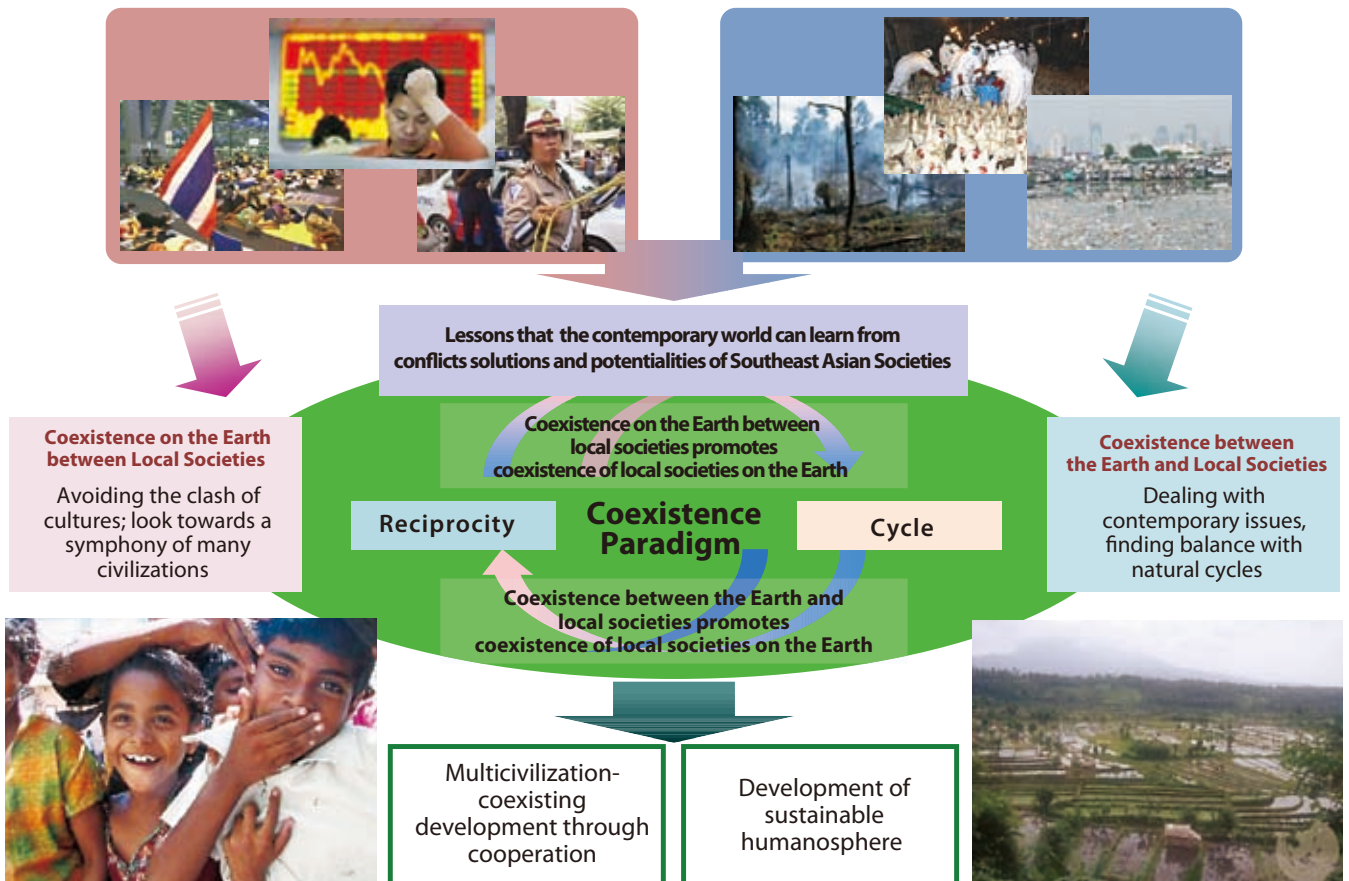 Lessons that the contemporary world can learn from
conflicts solutions and potentialities of Southeast Asian Societies
Coexistence on the Earth
between Local Societies
Avoiding the clash of
cultures; look towards a
symphony of many
civilizations
Coexistence on the Earth between
local societies promotes
coexistence of local societies on the Earth
Reciprocity
Coexistence
Paradigm
Cycle
Coexistence between the Earth and
local societies promotes
coexistence of local societies on the Earth
Coexistence between
the Earth and Local Societies
Dealing with
contemporary issues,
finding balance with
natural cycles
Multicivilization-
coexisting
development through
cooperation
Development of
sustainable
humanosphere